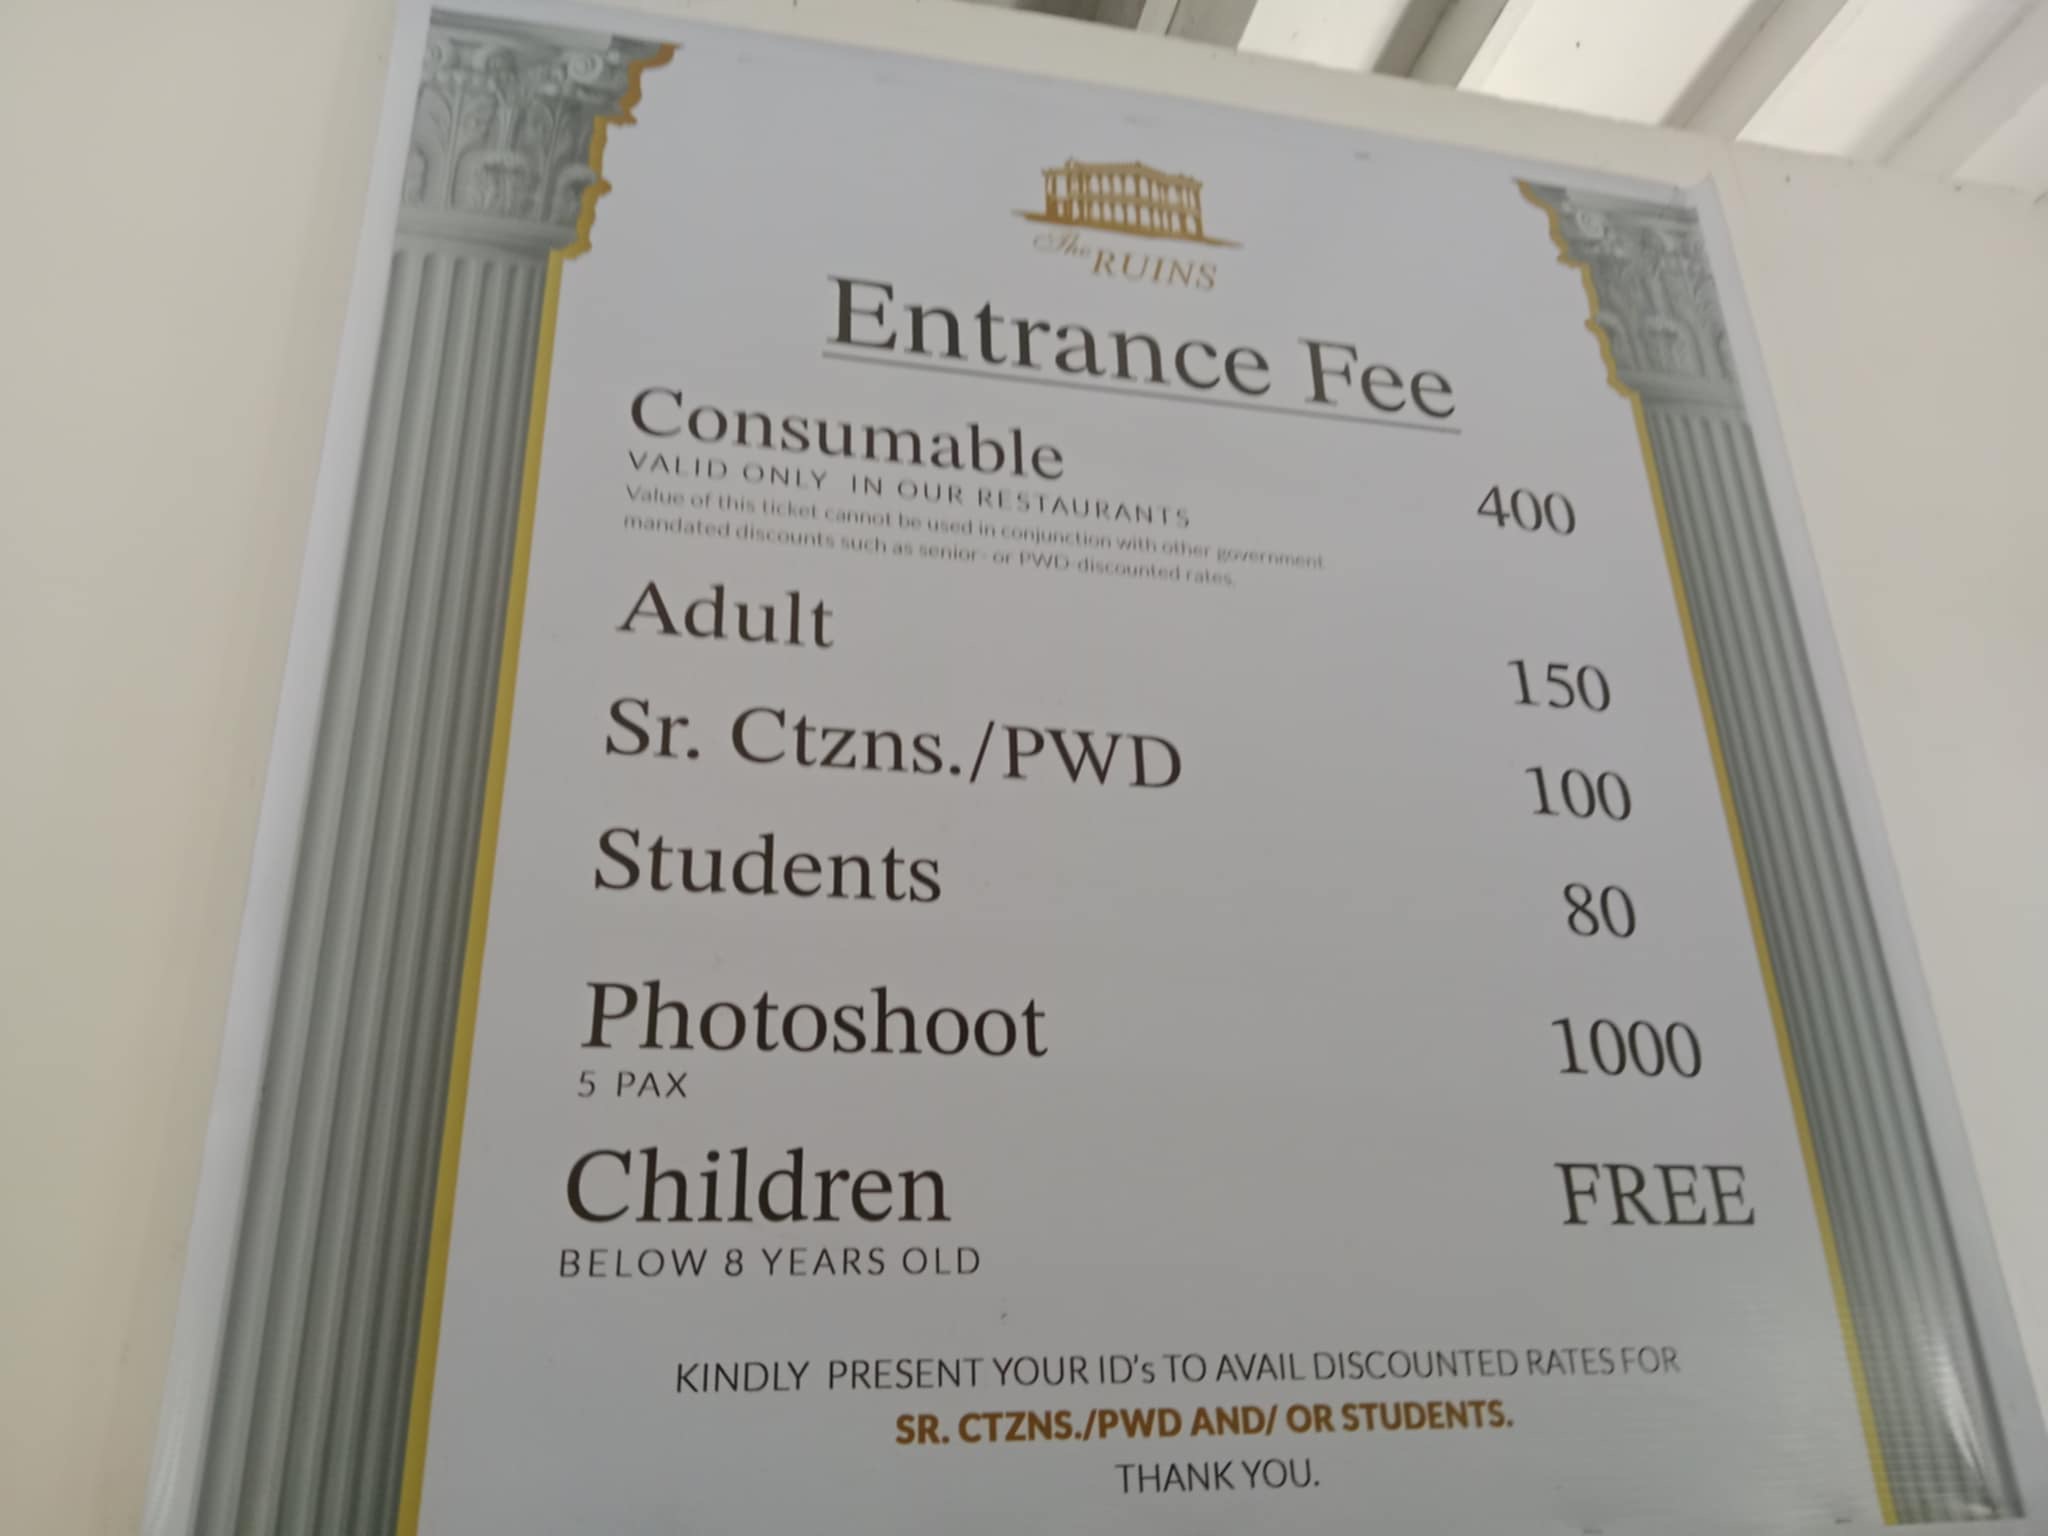 The RUINS
Entrance Fee
Consumable 400
VALID ONLY IN OUR RESTAURANTS
Value of this ticket cannot be used in conjunction with other government
mandated discounts such as senior- or PWD-discounted rates.
Adult 150
Sr. Ctzns./PWD 100
Students 80
Photoshoot 1000
5 PAX
Children FREE
BELOW 8 YEARS OLD
KINDLY PRESENT YOUR ID's TO AVAIL DISCOUNTED RATES FOR
SR. CTZNS./PWD AND/ OR STUDENTS.
THANK YOU.